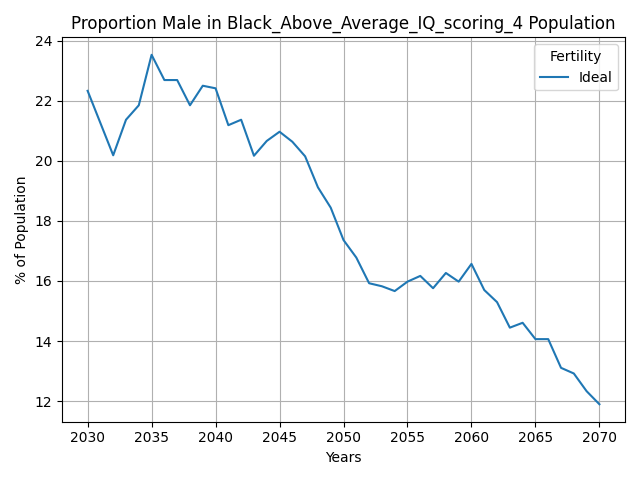 Proportion Male in Black_Above_Average_IQ_scoring_4 Population
Fertility
Ideal
% of Population
24
22
20
18
16
14
12
2030 2035 2040 2045 2050 2055 2060 2065 2070
Years